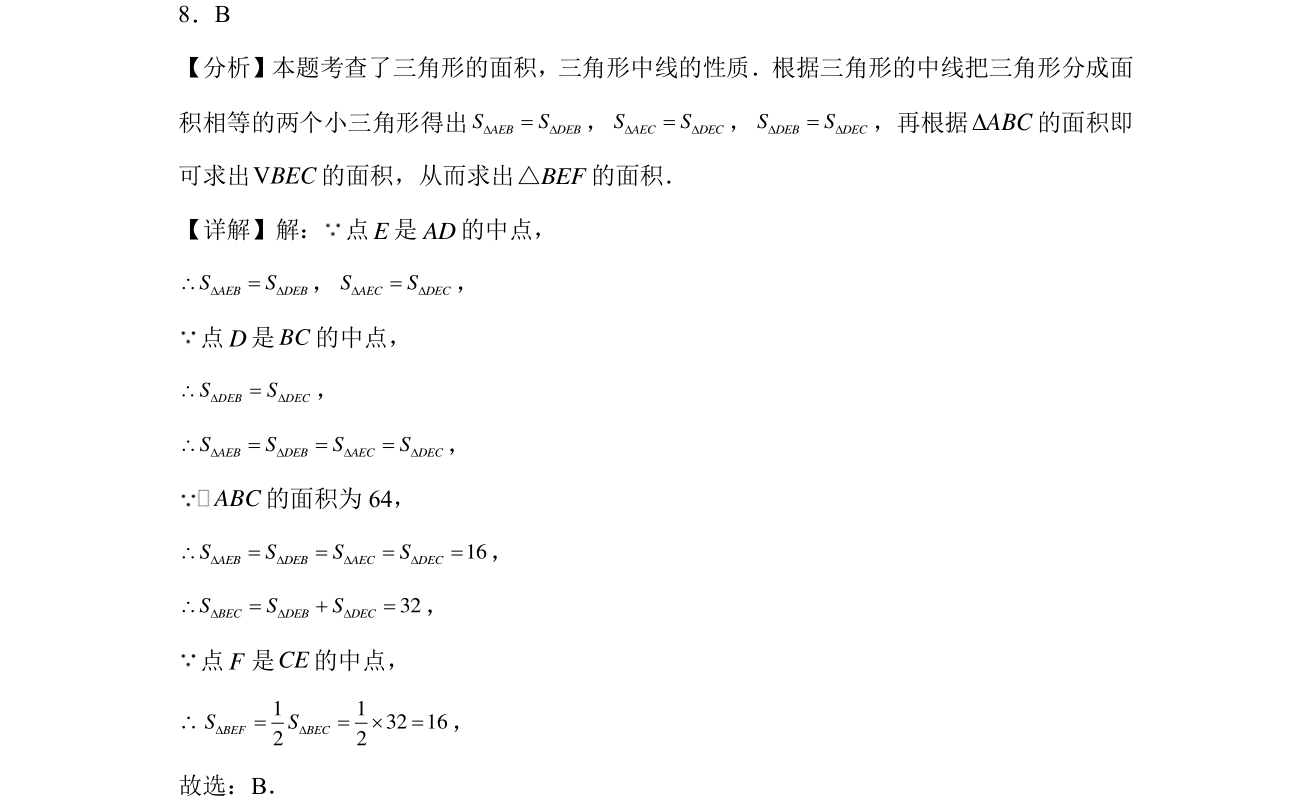 8．B
【分析】本题考查了三角形的面积，三角形中线的性质．根据三角形的中线把三角形分成面
积相等的两个小三角形得出 S△AEB = S△DEB，S△AEC = S△DEC，S△DEB = S△DEC，再根据 ΔABC 的面积即
可求出VBEC 的面积，从而求出△BEF 的面积．
【详解】解：∵点 E 是 AD 的中点，
∴S△AEB = S△DEB，S△AEC = S△DEC，
∵点 D 是 BC 的中点，
∴S△DEB = S△DEC，
∴S△AEB = S△DEB = S△AEC = S△DEC，
∵□ABC 的面积为 64，
∴S△AEB = S△DEB = S△AEC = S△DEC =16，
∴S△BEC = S△DEB + S△DEC = 32，
∵点 F 是CE 的中点，
∴ S△BEF = 1/2 S△BEC = 1/2 ×32=16，
故选：B．